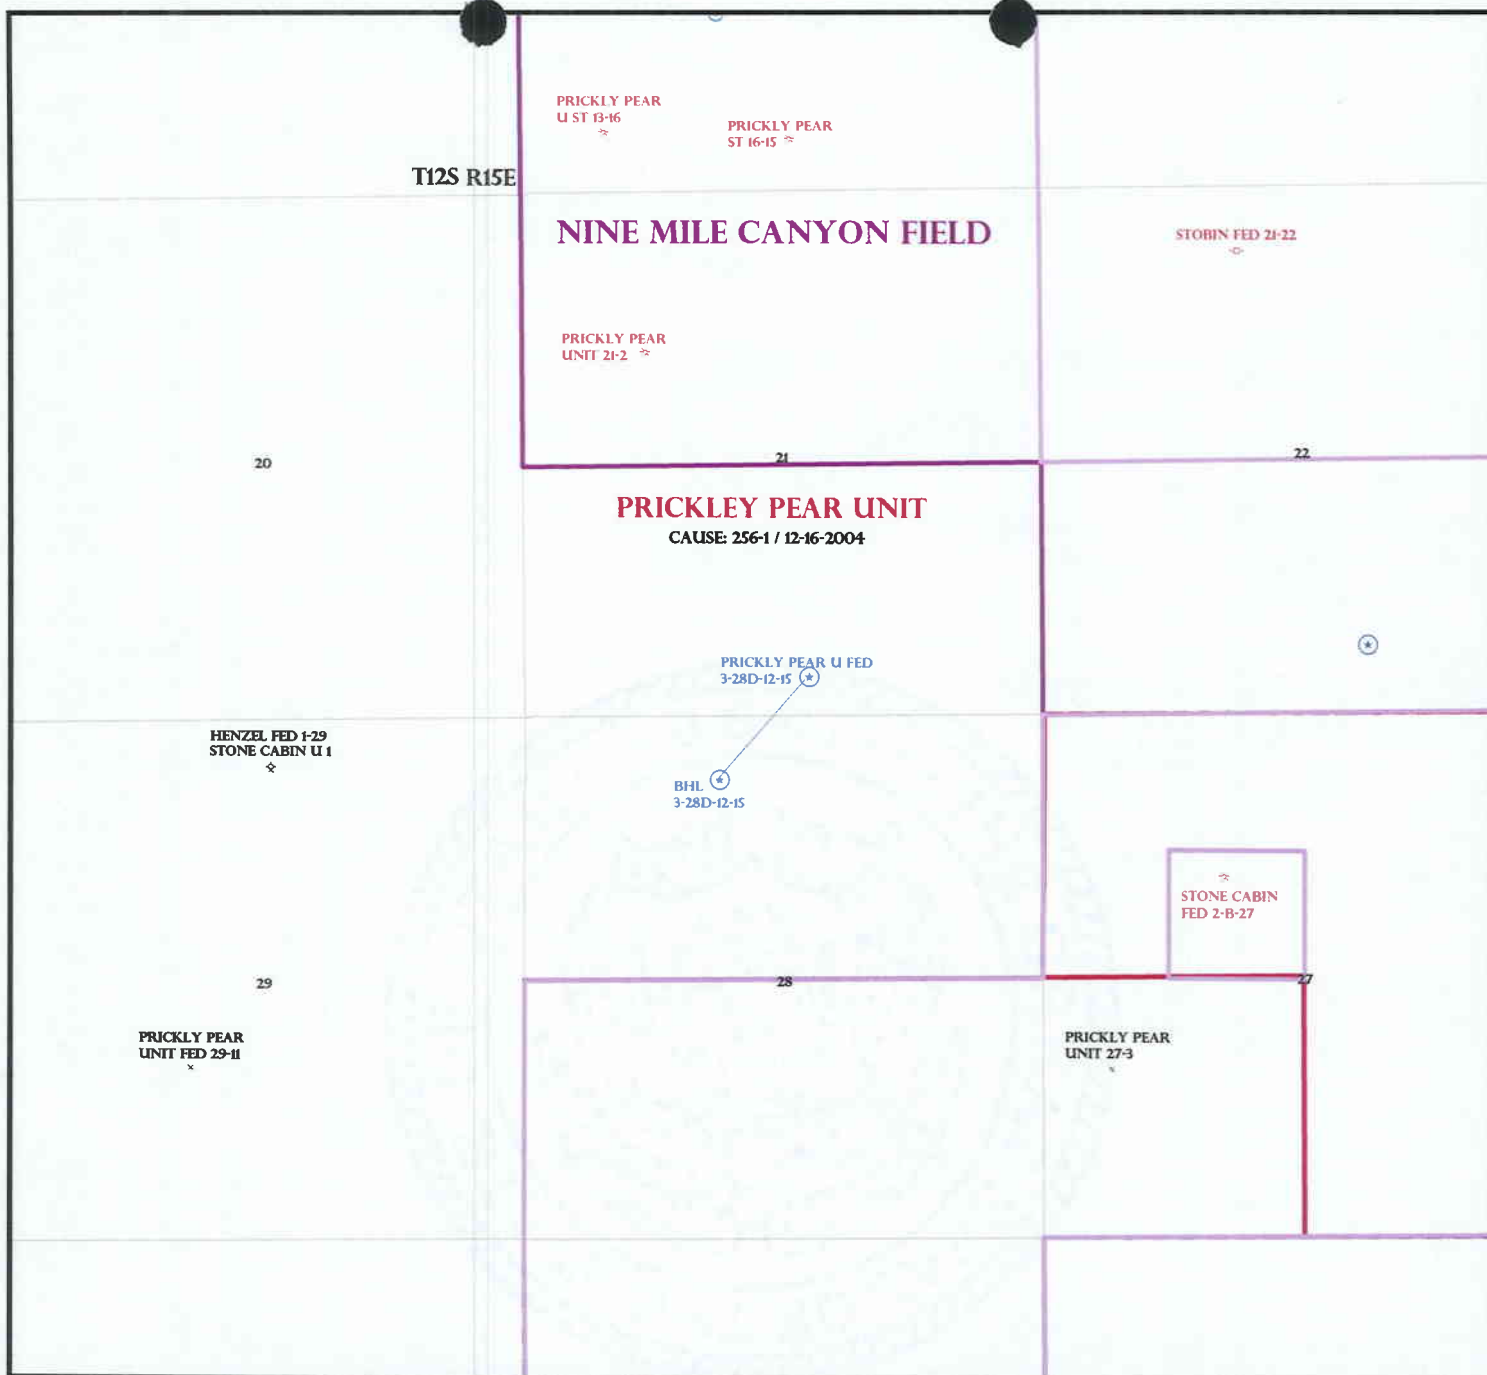 PRICKLY PEAR
U ST 13-16
PRICKLY PEAR
ST 16-15
T12S R15E
NINE MILE CANYON FIELD
STOBIN FED 21-22
PRICKLY PEAR
UNIT 21-2
20
21
22
PRICKLEY PEAR UNIT
CAUSE: 256-1 / 12-16-2004
PRICKLY PEAR U FED
3-28D-12-15
HENZEL FED 1-29
STONE CABIN U 1
BHL
3-28D-12-15
STONE CABIN
FED 2-B-27
29
28
27
PRICKLY PEAR
UNIT FED 29-11
PRICKLY PEAR
UNIT 27-3